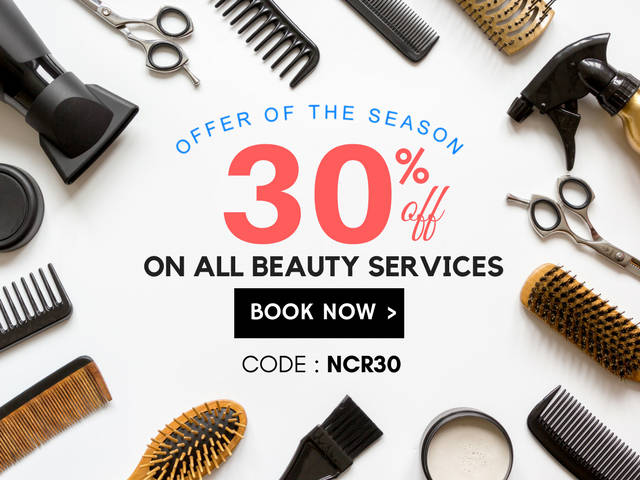 OFFER OF THE SEASON
30% off
ON ALL BEAUTY SERVICES
BOOK NOW >
CODE : NCR30